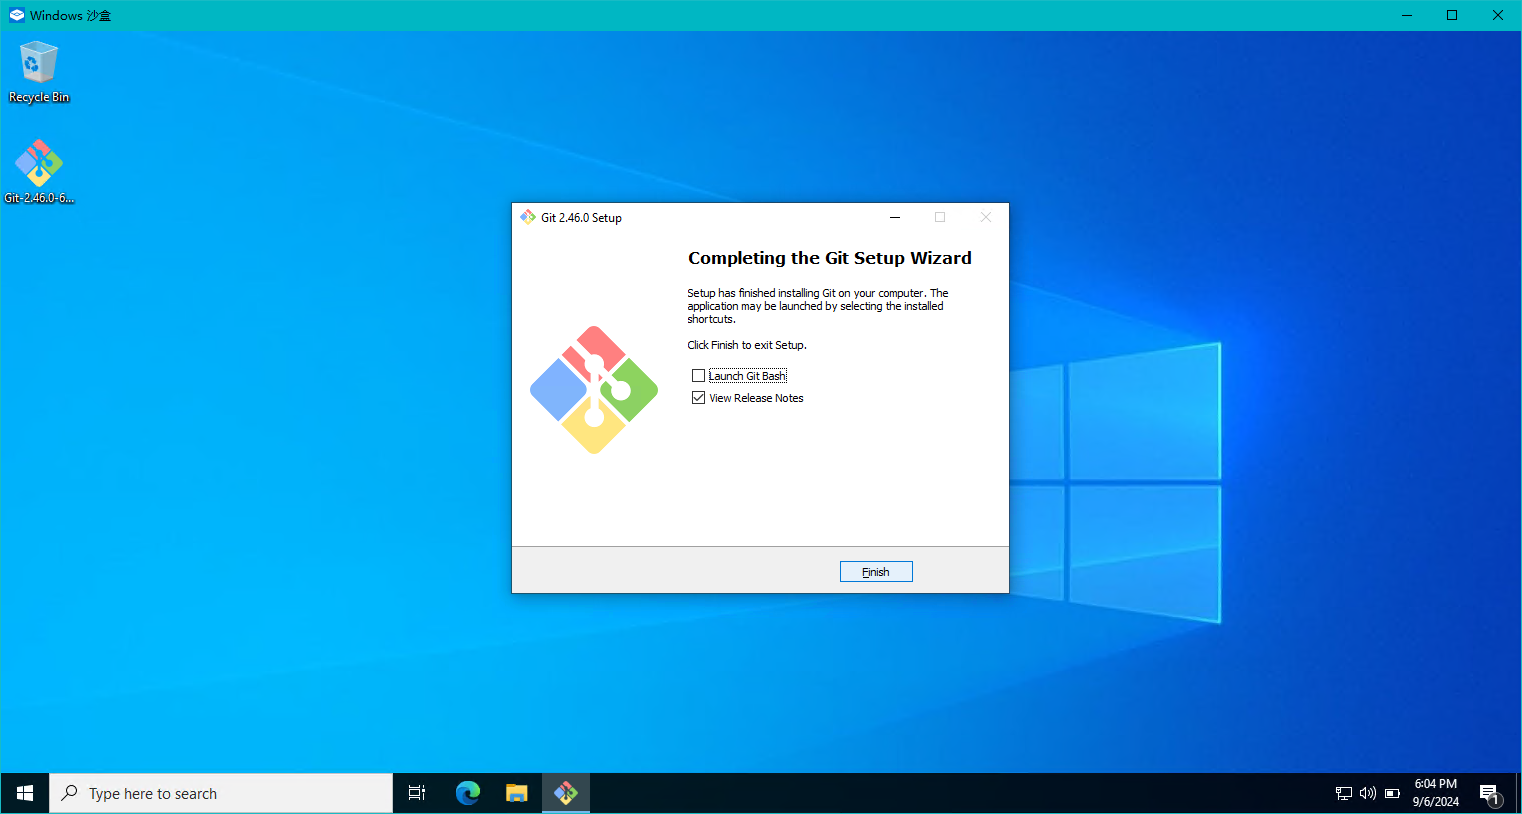 Windows 沙盒
Recycle Bin
Git-2.46.0-6...
Git 2.46.0 Setup
Completing the Git Setup Wizard
Setup has finished installing Git on your computer. The
application may be launched by selecting the installed
shortcuts.
Click Finish to exit Setup.
Launch Git Bash
View Release Notes
Finish
Type here to search
6:04 PM
9/6/2024
1